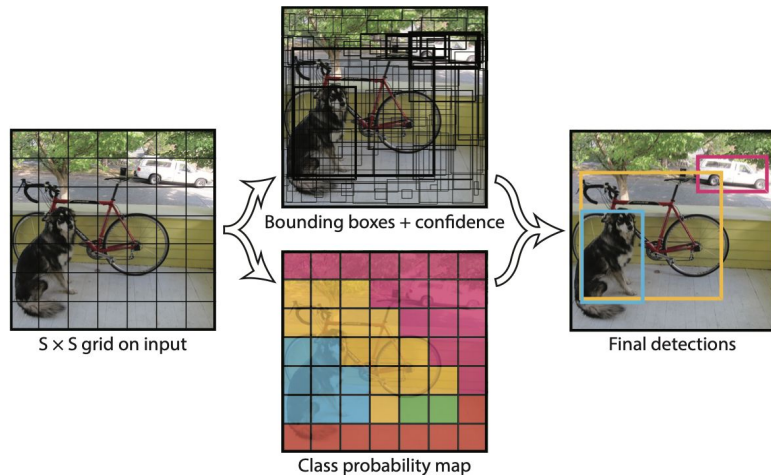 Bounding boxes + confidence
S × S grid on input
Final detections
Class probability map